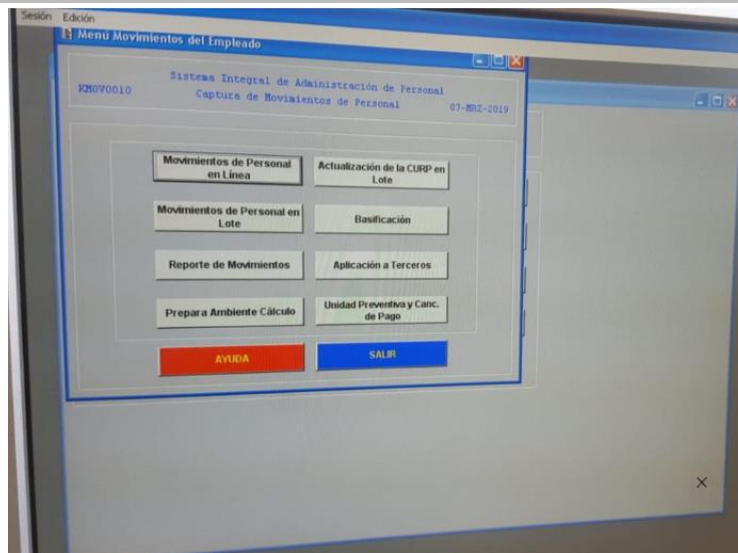 Sesión Edición
Menú Movimientos del Empleado
Sistema Integral de Administración de Personal
KMOV0010 Captura de Movimientos de Personal 07-MRZ-2019
Movimientos de Personal
en Línea
Actualización de la CURP en
Lote
Movimientos de Personal en
Lote
Basificación
Reporte de Movimientos
Aplicación a Terceros
Prepara Ambiente Cálculo
Unidad Preventiva y Canc.
de Pago
AYUDA
SALIR